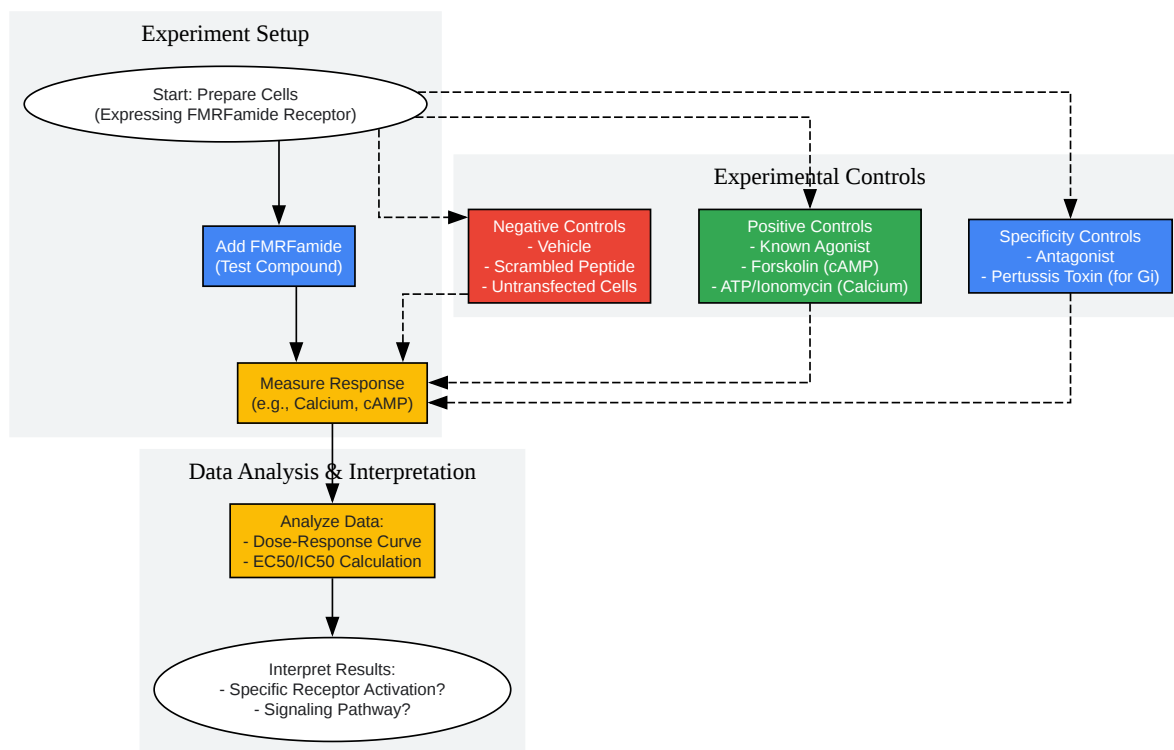 Experiment Setup
Start: Prepare Cells
(Expressing FMRFamide Receptor)
Experimental Controls
Add FMRFamide
(Test Compound)
Negative Controls
- Vehicle
- Scrambled Peptide
- Untransfected Cells
Positive Controls
- Known Agonist
- Forskolin (cAMP)
- ATP/Ionomycin (Calcium)
Specificity Controls
- Antagonist
- Pertussis Toxin (for Gi)
Measure Response
(e.g., Calcium, cAMP)
Data Analysis & Interpretation
Analyze Data:
- Dose-Response Curve
- EC50/IC50 Calculation
Interpret Results:
- Specific Receptor Activation?
- Signaling Pathway?